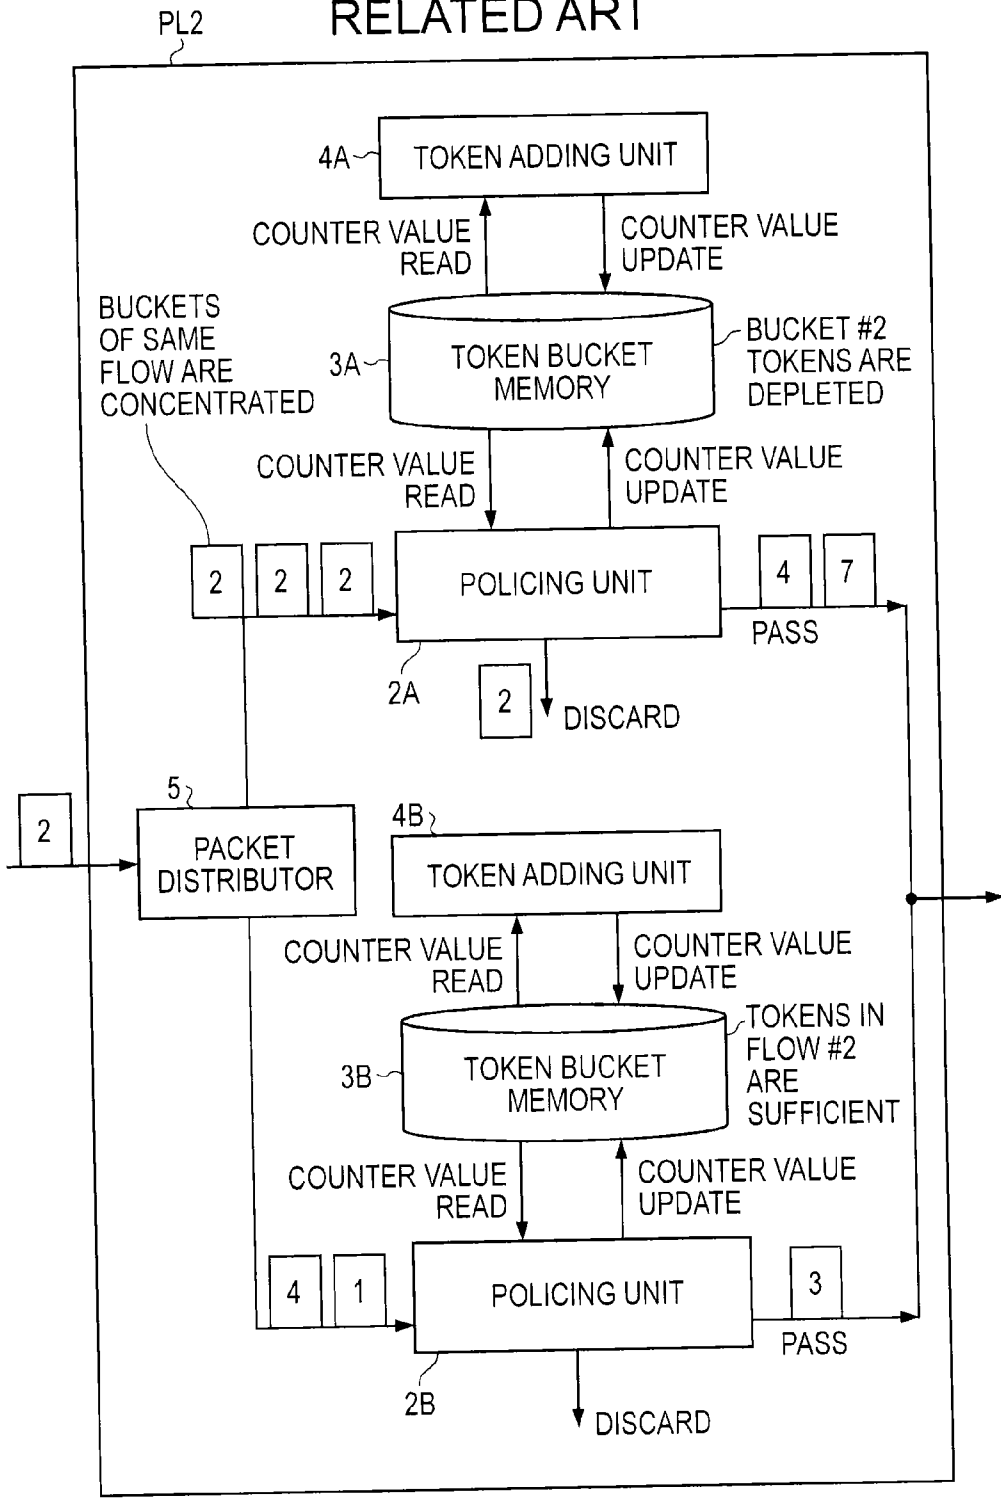 RELATED ART
PL2
4A
TOKEN ADDING UNIT
COUNTER VALUE
READ
COUNTER VALUE
UPDATE
BUCKETS
OF SAME
FLOW ARE
CONCENTRATED
3A
TOKEN BUCKET
MEMORY
BUCKET #2
TOKENS ARE
DEPLETED
COUNTER VALUE
READ
COUNTER VALUE
UPDATE
2
2
2
POLICING UNIT
4
7
PASS
2A
2
DISCARD
2
5
PACKET
DISTRIBUTOR
4B
TOKEN ADDING UNIT
COUNTER VALUE
READ
COUNTER VALUE
UPDATE
3B
TOKEN BUCKET
MEMORY
TOKENS IN
FLOW #2
ARE
SUFFICIENT
COUNTER VALUE
READ
COUNTER VALUE
UPDATE
4
1
POLICING UNIT
3
PASS
2B
DISCARD